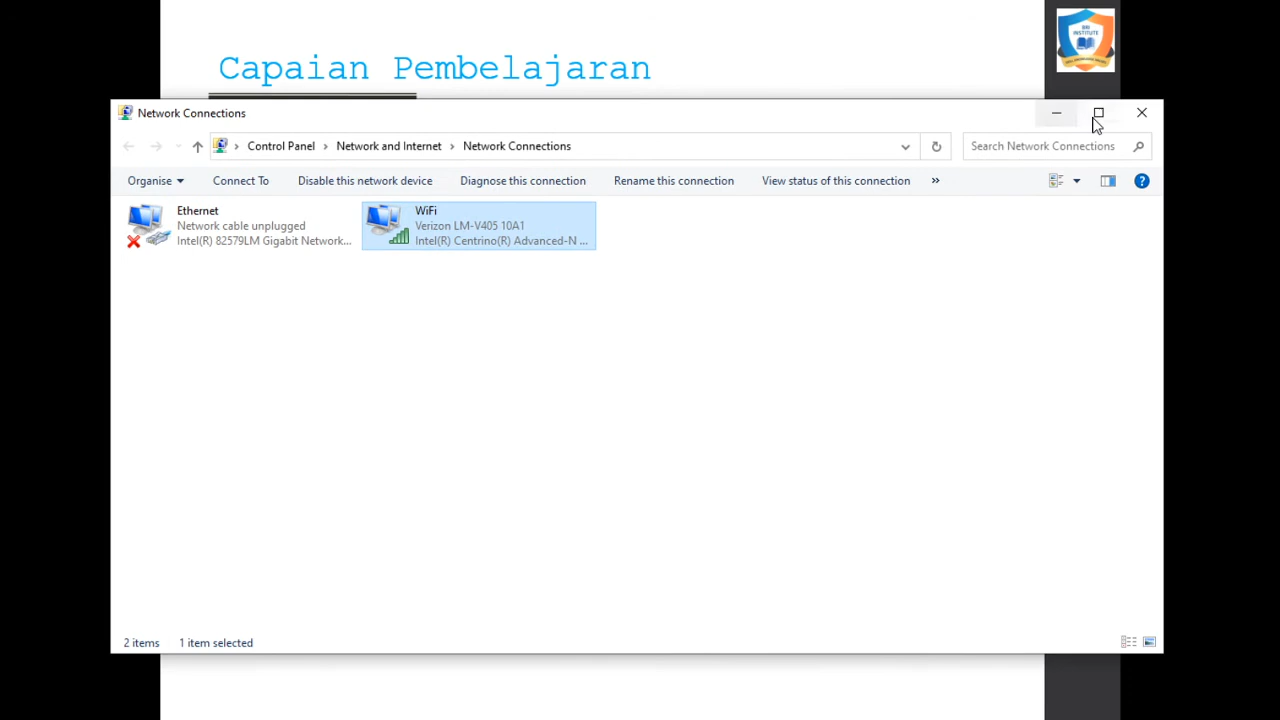 Capaian Pembelajaran
BRI
INSTITUTE
Network Connections
Control Panel > Network and Internet > Network Connections
Search Network Connections
Organise
Connect To
Disable this network device
Diagnose this connection
Rename this connection
View status of this connection
»
Ethernet
Network cable unplugged
Intel(R) 82579LM Gigabit Network...
WiFi
Verizon LM-V405 10A1
Intel(R) Centrino(R) Advanced-N ...
2 items
1 item selected